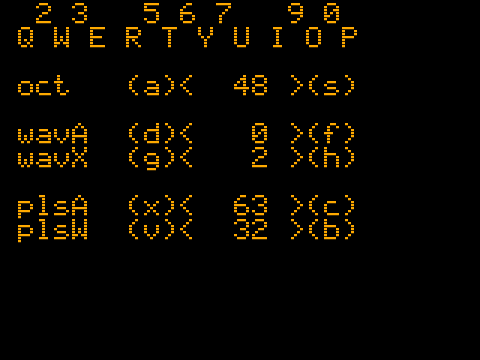 2 3 5 6 7 9 0
Q W E R T Y U I O P
oct (a)< 48 >(s)
wavA (d)< 0 >(f)
wavX (g)< 2 >(h)
plsA (x)< 63 >(c)
plsW (v)< 32 >(b)